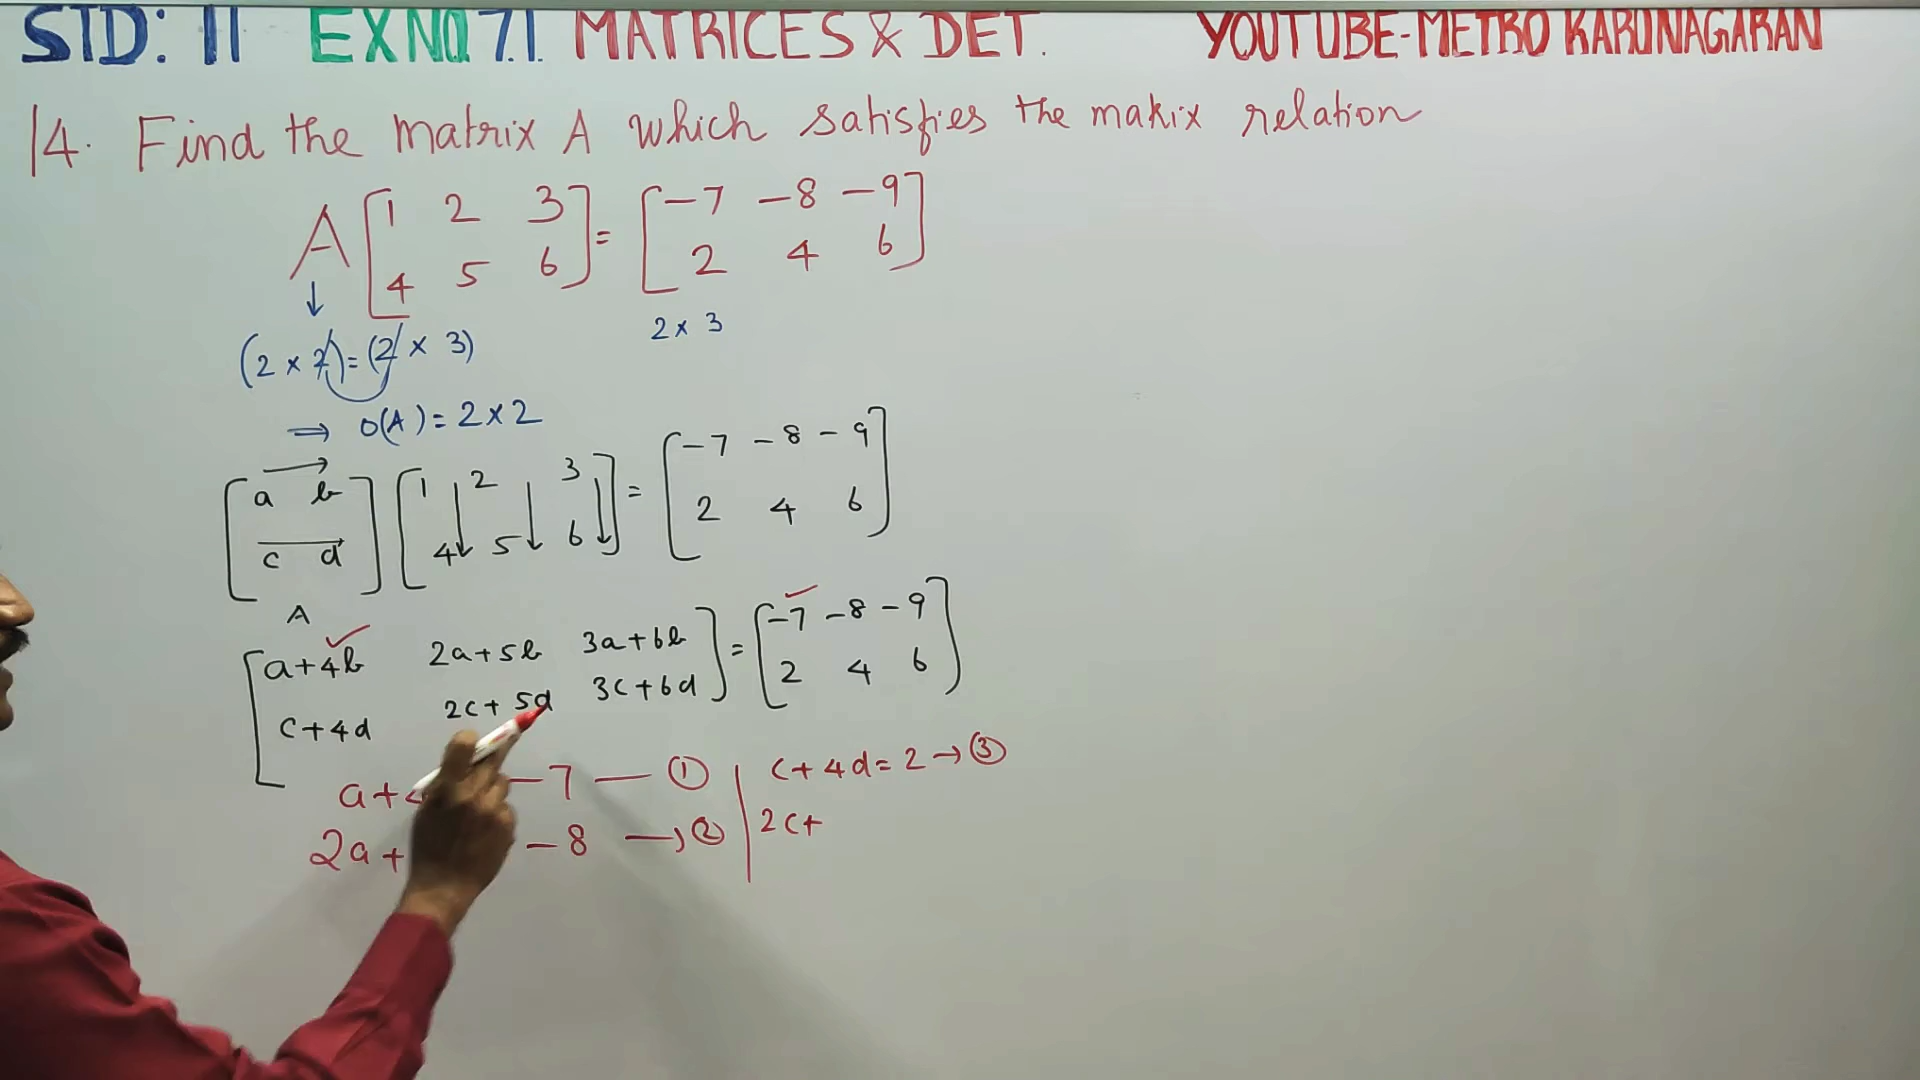 STD: 11 EX NO. 7.1. MATRICES & DET. YOUTUBE-METRO KARUNAGARAN
14. Find the matrix A which satisfies the matrix relation
A [1 2 3] = [-7 -8 -9]
[4 5 6] [2 4 6]
(2 × 2) = (2 × 3) 2 × 3
⇒ O(A) = 2×2
[a b] [1 2 3] = [-7 -8 -9]
[c d] [4 5 6] [2 4 6]
A
[a+4b 2a+5b 3a+6b] = [-7 -8 -9]
[c+4d 2c+5d 3c+6d] [2 4 6]
a+4 -7 — ① c+4d=2→③
2a+ -8 →② 2c+